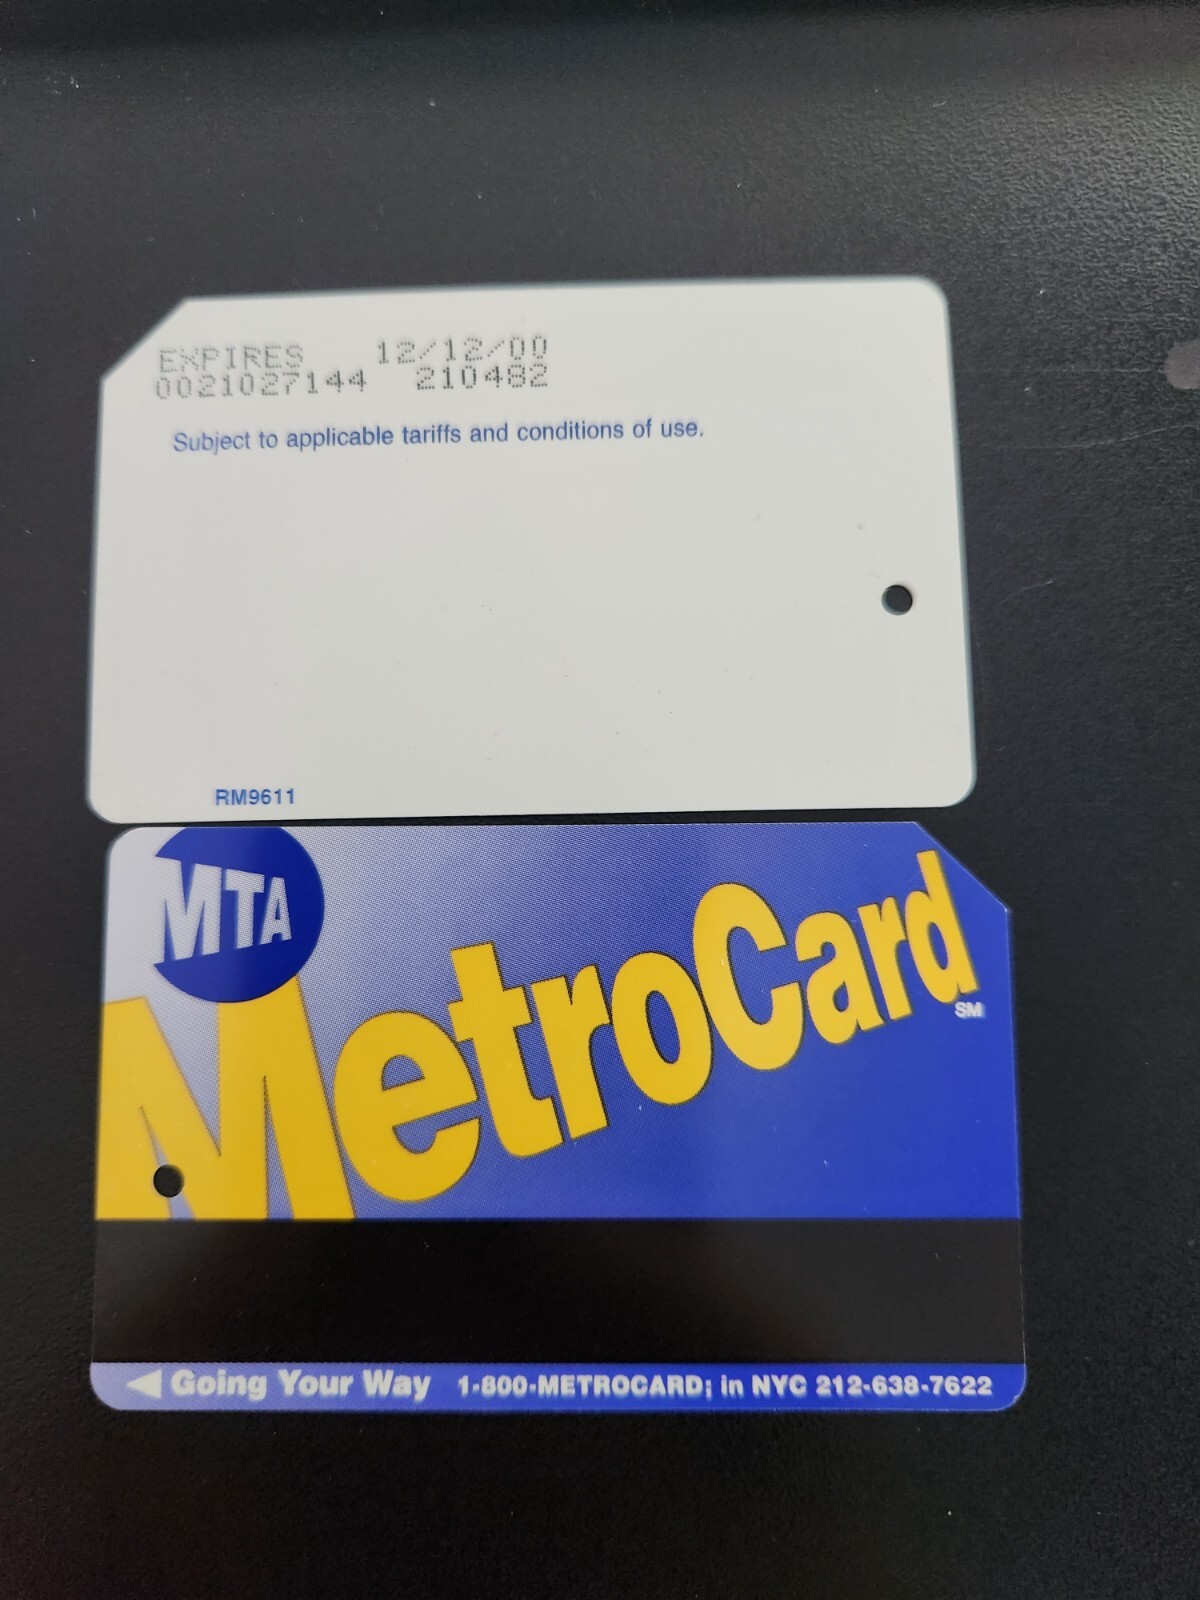 EXPIRES 12/12/00
0021027144 210482
Subject to applicable tariffs and conditions of use.
RM9611
MTA
MetroCard
SM
Going Your Way 1-800-METROCARD; in NYC 212-638-7622